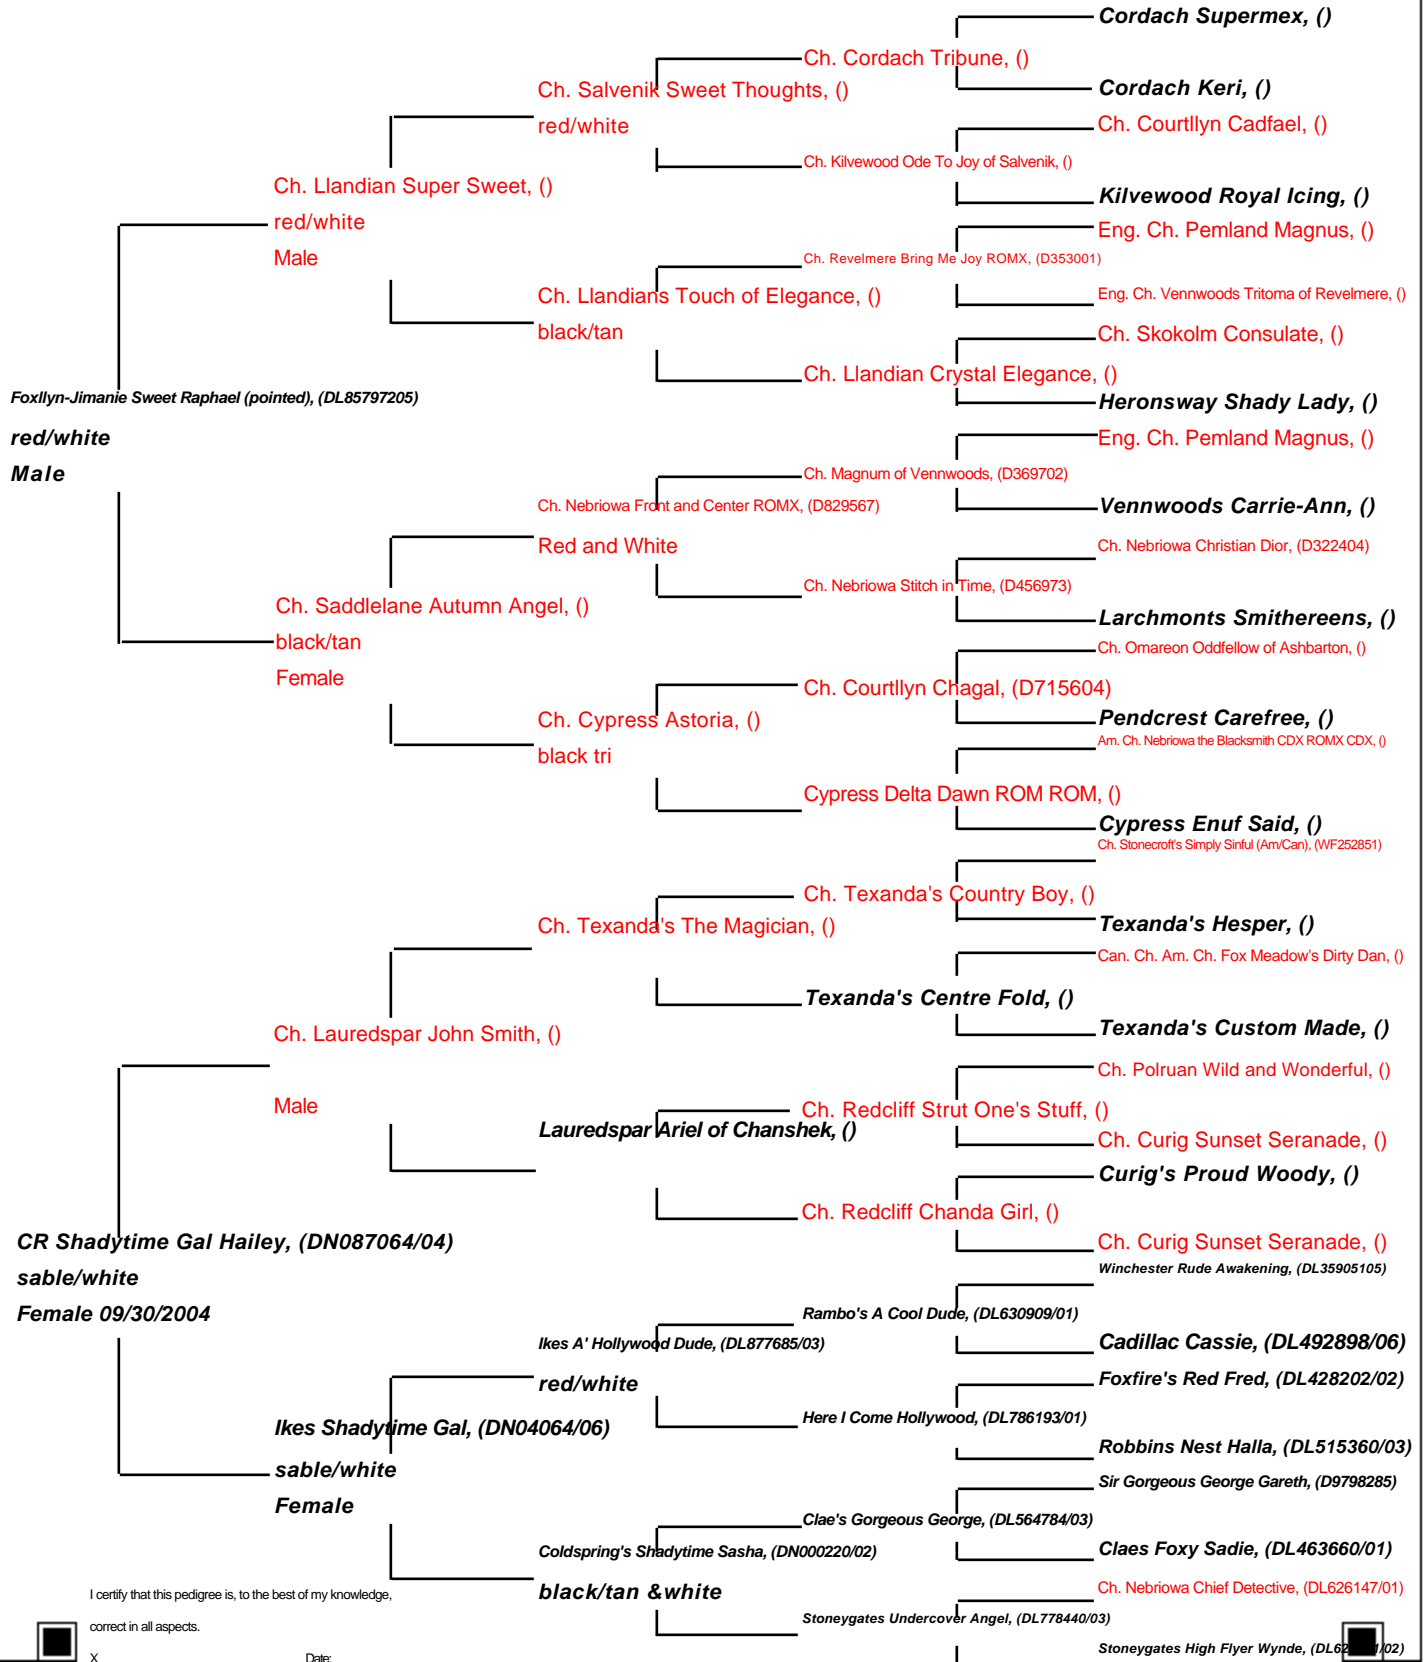 Cordach Supermex, ()
Ch. Cordach Tribune, ()
Ch. Salvenik Sweet Thoughts, ()
Cordach Keri, ()
red/white
Ch. Courtllyn Cadfael, ()
Ch. Kilvewood Ode To Joy of Salvenik, ()
Ch. Llandian Super Sweet, ()
Kilvewood Royal Icing, ()
red/white
Eng. Ch. Pemland Magnus, ()
Male
Ch. Revelmere Bring Me Joy ROMX, (D353001)
Ch. Llandians Touch of Elegance, ()
Eng. Ch. Vennwoods Tritoma of Revelmere, ()
black/tan
Ch. Skokolm Consulate, ()
Ch. Llandian Crystal Elegance, ()
Foxllyn-Jimanie Sweet Raphael (pointed), (DL85797205)
Heronsway Shady Lady, ()
red/white
Eng. Ch. Pemland Magnus, ()
Male
Ch. Magnum of Vennwoods, (D369702)
Ch. Nebriowa Front and Center ROMX, (D829567)
Vennwoods Carrie-Ann, ()
Red and White
Ch. Nebriowa Christian Dior, (D322404)
Ch. Nebriowa Stitch in Time, (D456973)
Ch. Saddlelane Autumn Angel, ()
Larchmonts Smithereens, ()
black/tan
Ch. Omareon Oddfellow of Ashbarton, ()
Female
Ch. Courtllyn Chagal, (D715604)
Ch. Cypress Astoria, ()
Pendcrest Carefree, ()
black tri
Am. Ch. Nebriowa the Blacksmith CDX ROMX CDX, ()
Cypress Delta Dawn ROM ROM, ()
Cypress Enuf Said, ()
Ch. Stonecroft's Simply Sinful (Am/Can), (WF252851)
Ch. Texanda's Country Boy, ()
Ch. Texanda's The Magician, ()
Texanda's Hesper, ()
Can. Ch. Am. Ch. Fox Meadow's Dirty Dan, ()
Texanda's Centre Fold, ()
Ch. Lauredspar John Smith, ()
Texanda's Custom Made, ()
Ch. Polruan Wild and Wonderful, ()
Male
Ch. Redcliff Strut One's Stuff, ()
Lauredspar Ariel of Chanshek, ()
Ch. Curig Sunset Seranade, ()
Curig's Proud Woody, ()
Ch. Redcliff Chanda Girl, ()
CR Shadytime Gal Hailey, (DN087064/04)
Ch. Curig Sunset Seranade, ()
sable/white
Winchester Rude Awakening, (DL35905105)
Female 09/30/2004
Rambo's A Cool Dude, (DL630909/01)
Ikes A' Hollywood Dude, (DL877685/03)
Cadillac Cassie, (DL492898/06)
red/white
Foxfire's Red Fred, (DL428202/02)
Here I Come Hollywood, (DL786193/01)
Ikes Shadytime Gal, (DN04064/06)
Robbins Nest Halla, (DL515360/03)
sable/white
Sir Gorgeous George Gareth, (D9798285)
Female
Clae's Gorgeous George, (DL564784/03)
Coldspring's Shadytime Sasha, (DN000220/02)
Claes Foxy Sadie, (DL463660/01)
black/tan &white
Ch. Nebriowa Chief Detective, (DL626147/01)
I certify that this pedigree is, to the best of my knowledge,
Stoneygates Undercover Angel, (DL778440/03)
correct in all aspects.
Stoneygates High Flyer Wynde,
X Date: